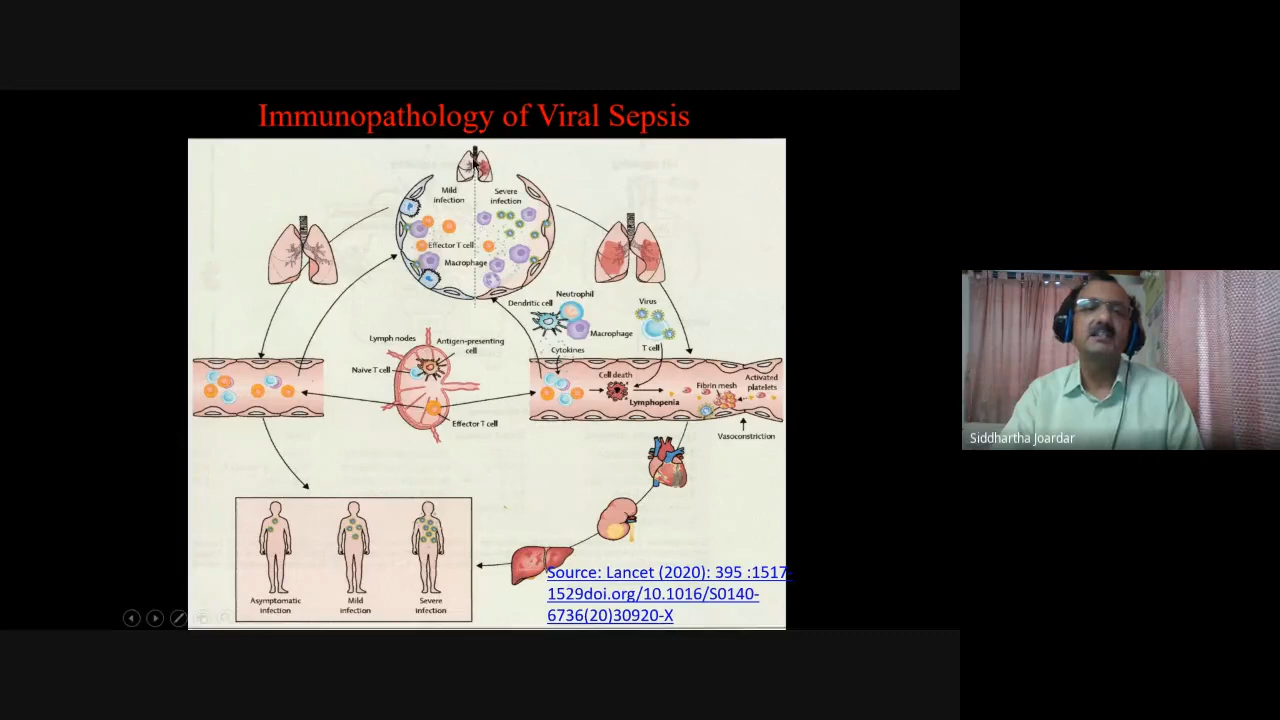 Immunopathology of Viral Sepsis
Mild
infection
Severe
infection
Effector T cell
Macrophage
Dendritic cell
Neutrophil
Virus
Macrophage
T cell
Cytokines
Lymph nodes
Antigen-presenting
cell
Naive T cell
Effector T cell
Cell death
Lymphopenia
Fibrin mesh
Activated
platelets
Vasoconstriction
Asymptomatic
infection
Mild
infection
Severe
infection
Source: Lancet (2020): 395 :1517-
1529doi.org/10.1016/S0140-
6736(20)30920-X
Siddhartha Joardar